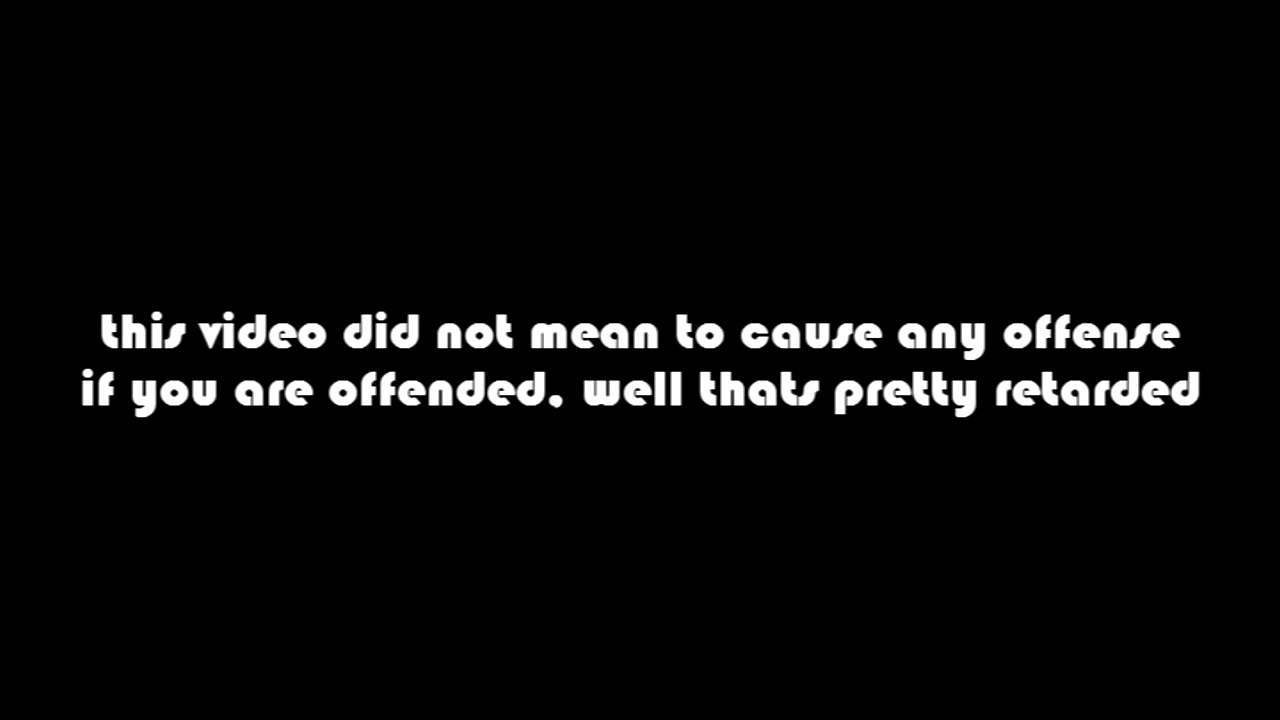 this video did not mean to cause any offense
if you are offended, well thats pretty retarded